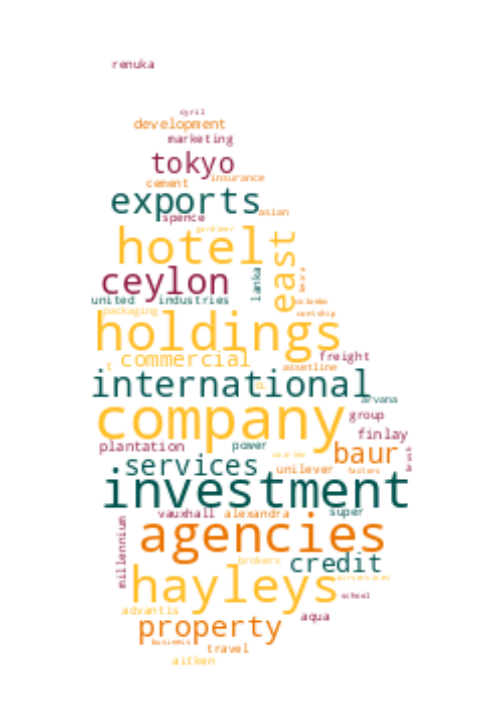 renuka
cyril
development
marketing
tokyo
insurance
cement
exports
asian
spence
gardiner
hotel
east
ceylon
lanka
united industries
colombo
packaging
holdings
freight
commercial
assetline
international
arvana
company
group
finlay
plantation
power
baur
services
unilever
factors
investment
vauxhall
alexandra
super
millennium
agencies
brokers
credit
airservices
hayleys
school
advantis
aqua
property
business
travel
aitken